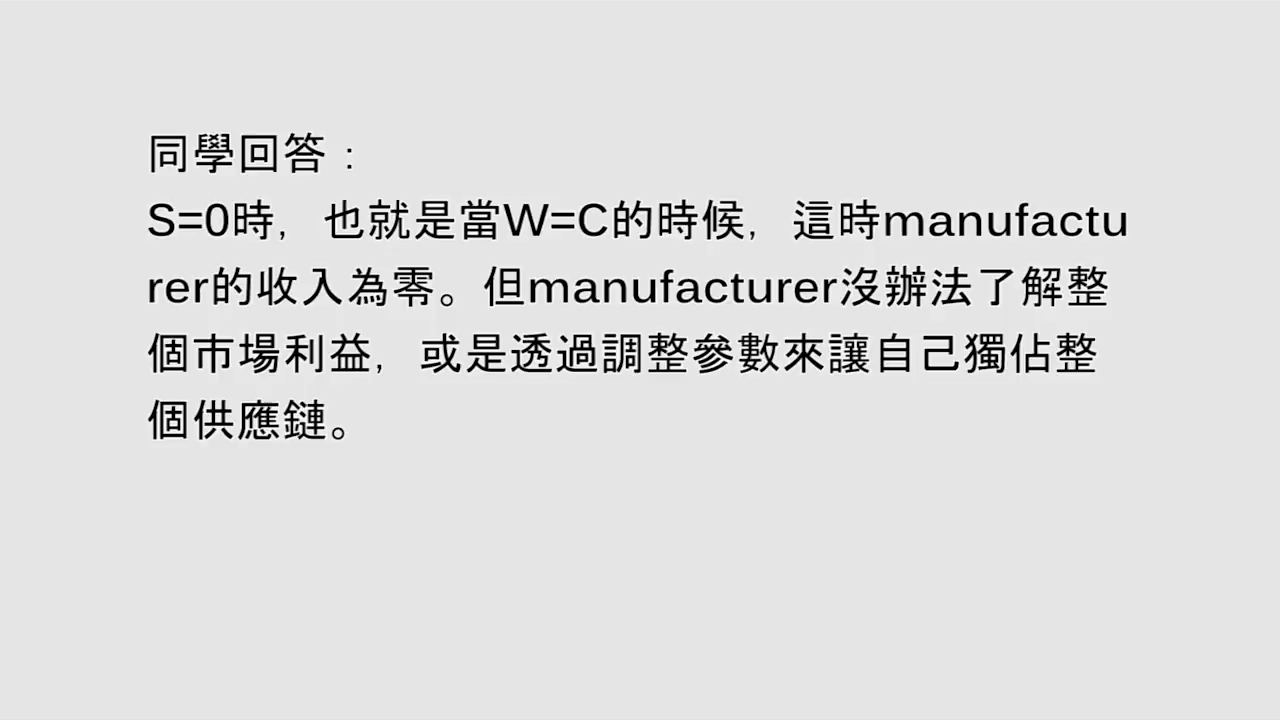 同學回答：
S=0時，也就是當W=C的時候，這時manufactu
rer的收入為零。但manufacturer沒辦法了解整
個市場利益，或是透過調整參數來讓自己獨佔整
個供應鏈。